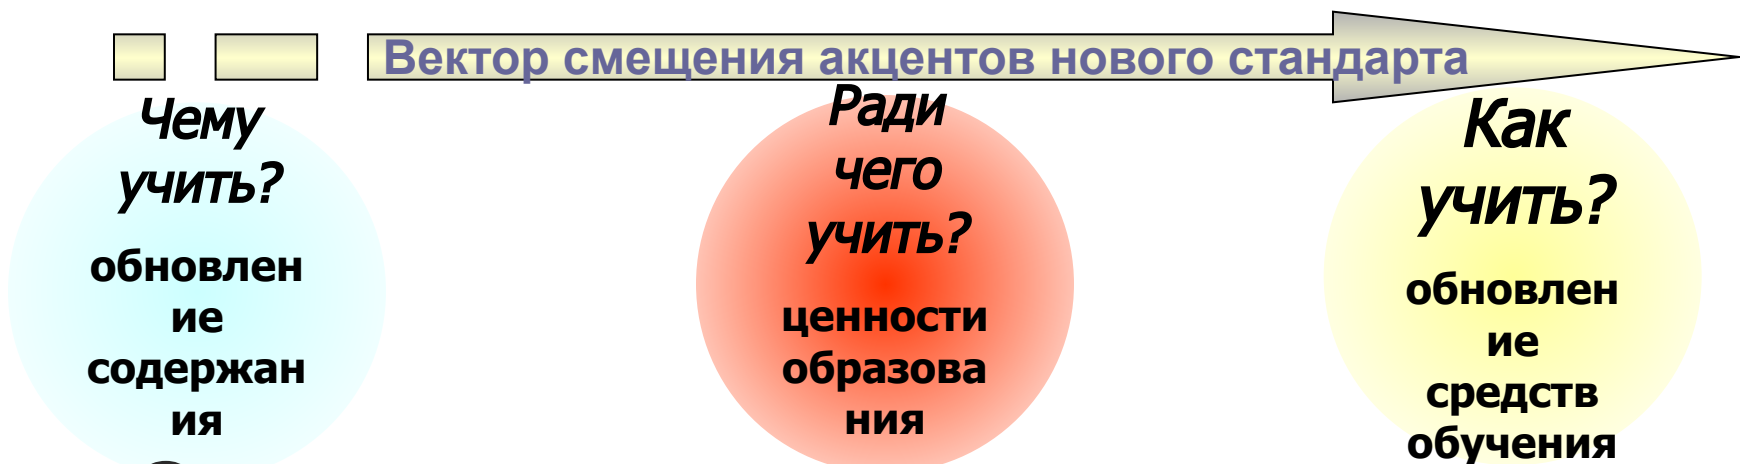 Вектор смещения акцентов нового стандарта
Чему
учить?
обновлен
ие
содержан
ия
Ради
чего
учить?
ценности
образова
ния
Как
учить?
обновлен
ие
средств
обучения